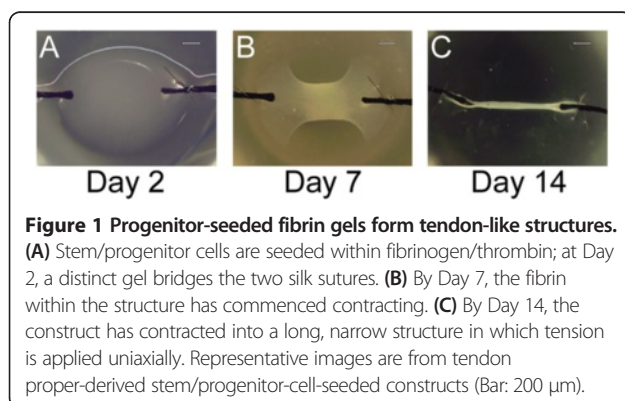 A B C
Day 2 Day 7 Day 14
Figure 1 Progenitor-seeded fibrin gels form tendon-like structures.
(A) Stem/progenitor cells are seeded within fibrinogen/thrombin; at Day
2, a distinct gel bridges the two silk sutures. (B) By Day 7, the fibrin
within the structure has commenced contracting. (C) By Day 14, the
construct has contracted into a long, narrow structure in which tension
is applied uniaxially. Representative images are from tendon
proper-derived stem/progenitor-cell-seeded constructs (Bar: 200 μm).